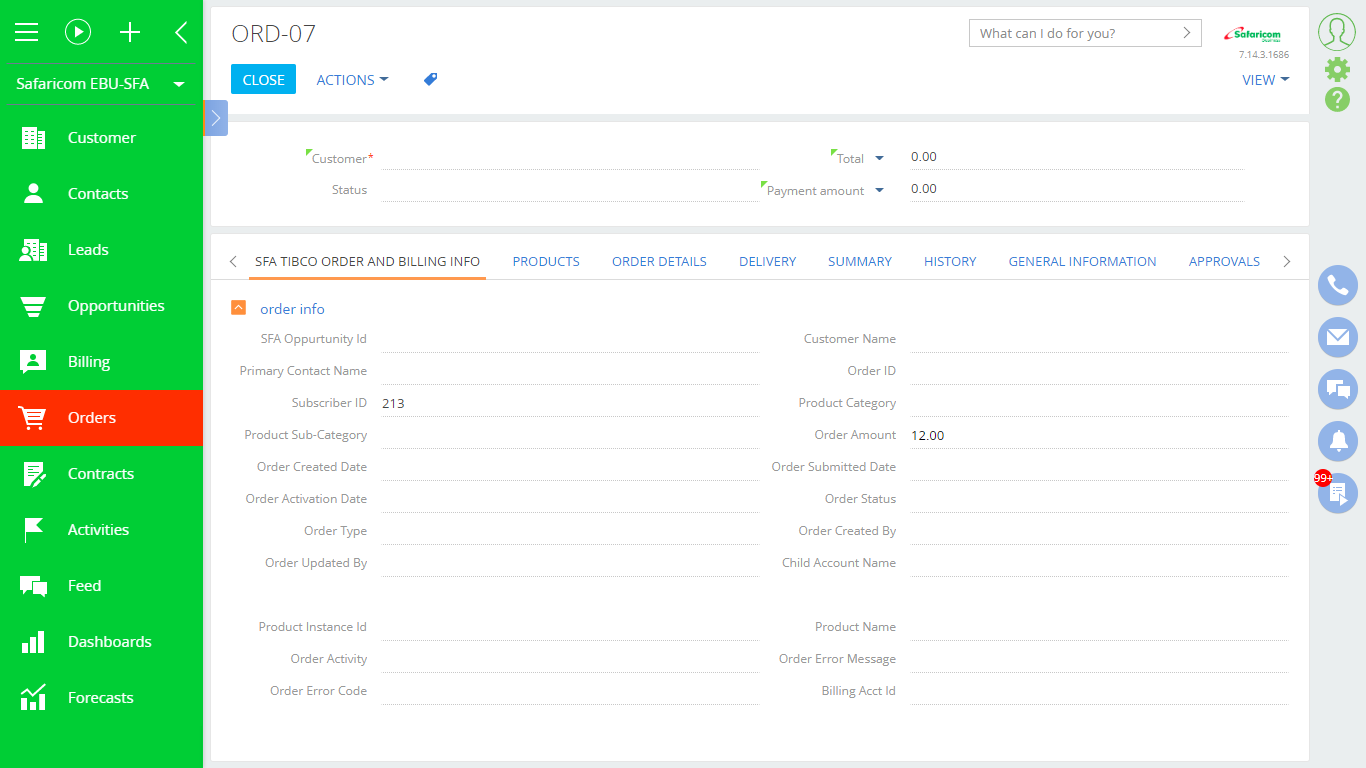 ORD-07
What can I do for you?
Safaricom
7.14.3.1686
CLOSE
ACTIONS
VIEW
Safaricom EBU-SFA
Customer
Contacts
Leads
Opportunities
Billing
Orders
Contracts
Activities
Feed
Dashboards
Forecasts
Customer*
Total
0.00
Status
Payment amount
0.00
SFA TIBCO ORDER AND BILLING INFO
PRODUCTS
ORDER DETAILS
DELIVERY
SUMMARY
HISTORY
GENERAL INFORMATION
APPROVALS
order info
SFA Oppurtunity Id
Customer Name
Primary Contact Name
Order ID
Subscriber ID 213
Product Category
Product Sub-Category
Order Amount 12.00
Order Created Date
Order Submitted Date
Order Activation Date
Order Status
Order Type
Order Created By
Order Updated By
Child Account Name
Product Instance Id
Product Name
Order Activity
Order Error Message
Order Error Code
Billing Acct Id
?
99+